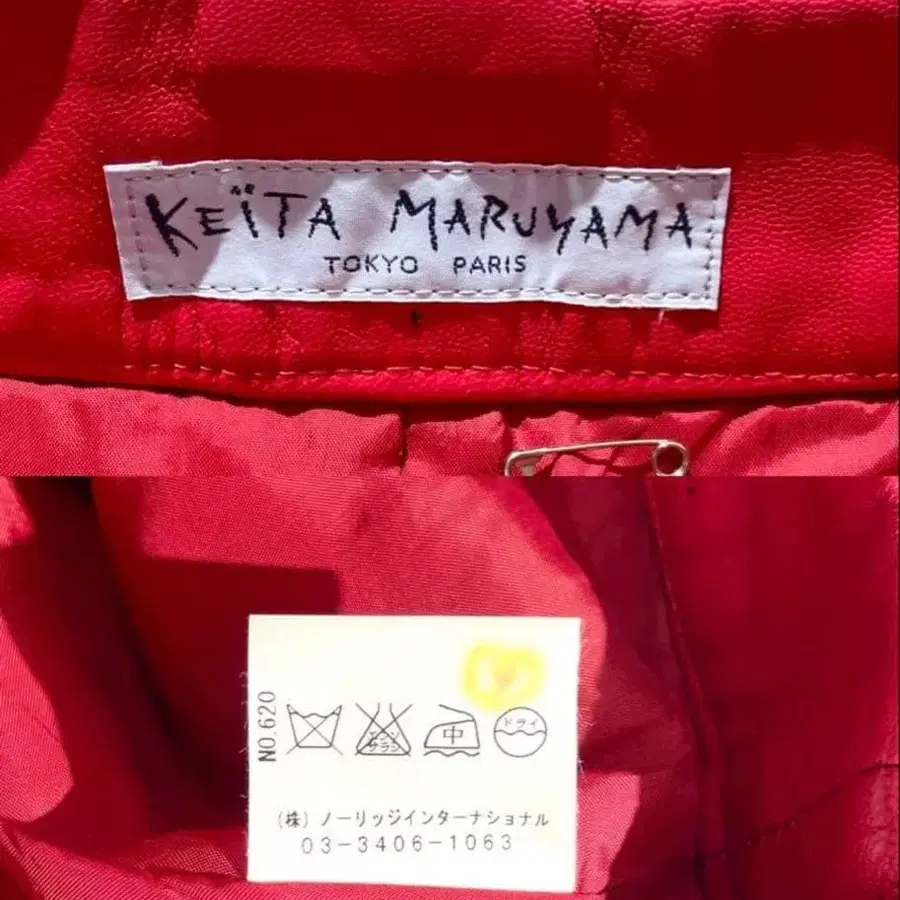 KEÏTA MARUYAMA
TOKYO PARIS
NO.620
エンソサラシ
中
ドライ
(株) ノーリッジインターナショナル
03-3406-1063